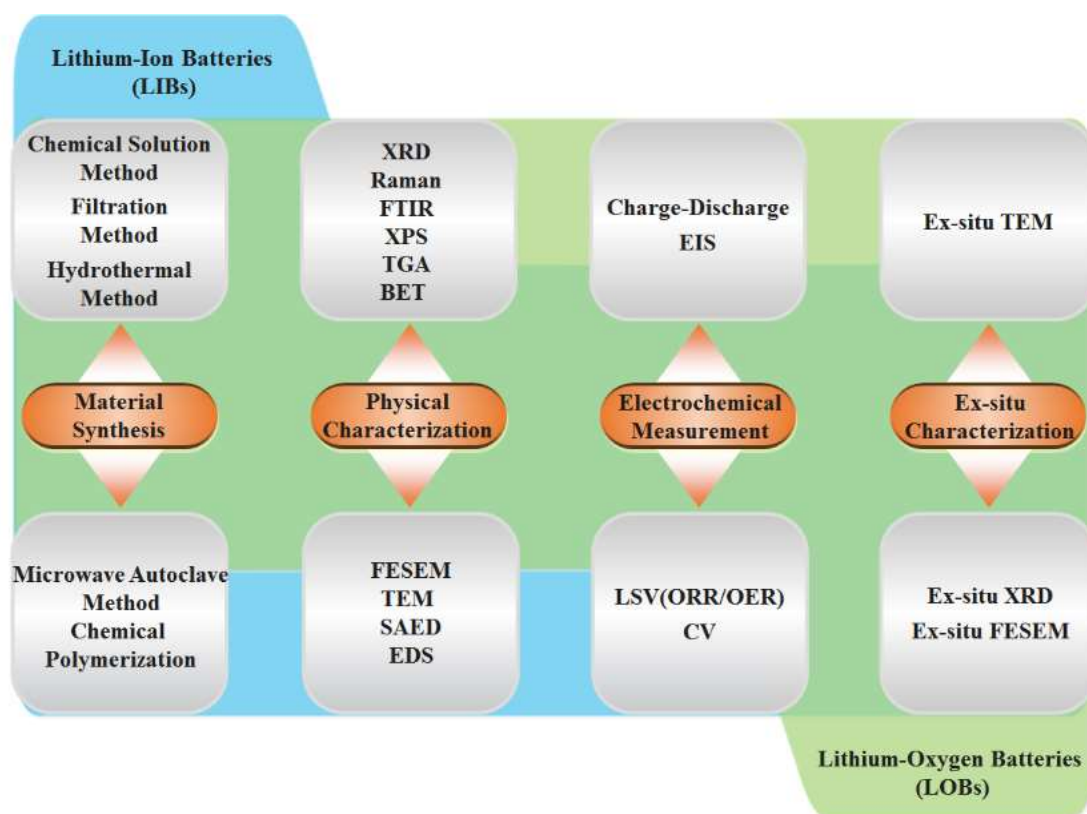 Lithium-Ion Batteries
(LIBs)
Chemical Solution
Method
Filtration
Method
Hydrothermal
Method
XRD
Raman
FTIR
XPS
TGA
BET
Charge-Discharge
EIS
Ex-situ TEM
Material
Synthesis
Physical
Characterization
Electrochemical
Measurement
Ex-situ
Characterization
Microwave Autoclave
Method
Chemical
Polymerization
FESEM
TEM
SAED
EDS
LSV(ORR/OER)
CV
Ex-situ XRD
Ex-situ FESEM
Lithium-Oxygen Batteries
(LOBs)